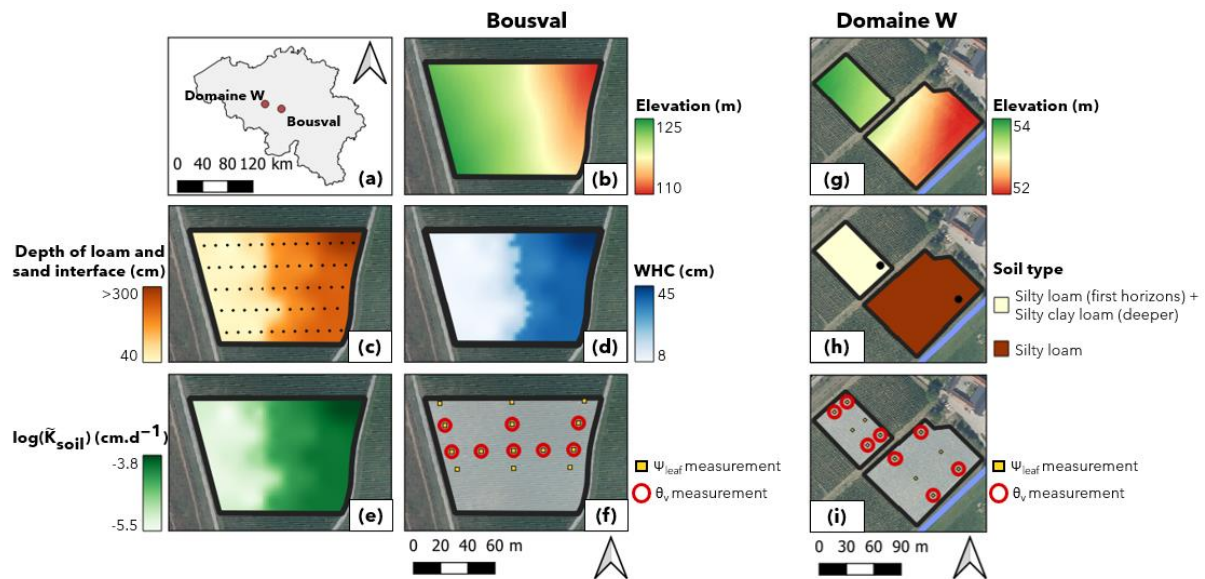 Bousval
Domaine W
Domaine W
Bousval
0 40 80 120 km
(a)
(b)
Elevation (m)
125
110
(g)
Elevation (m)
54
52
Depth of loam and
sand interface (cm)
>300
40
(c)
(d)
WHC (cm)
45
8
(h)
Soil type
Silty loam (first horizons) +
Silty clay loam (deeper)
Silty loam
log(K̃soil) (cm.d⁻¹)
-3.8
-5.5
(e)
(f)
Ψleaf measurement
θv measurement
(i)
Ψleaf measurement
θv measurement
0 20 40 60 m
0 30 60 90 m